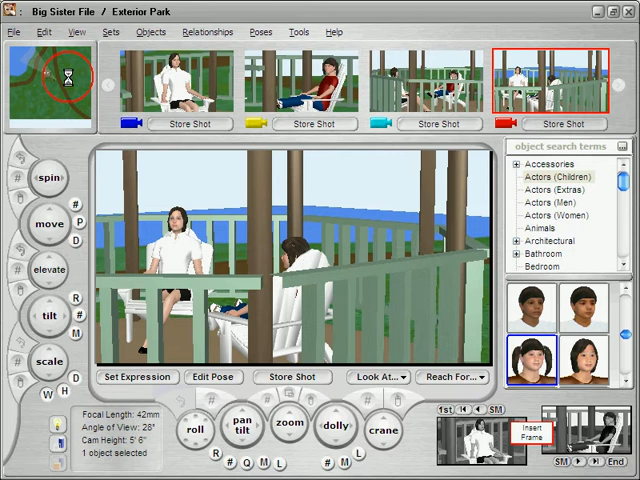 : Big Sister File / Exterior Park
File Edit View Sets Objects Relationships Poses Tools Help
Store Shot Store Shot Store Shot Store Shot
object search terms
Accessories
Actors (Children)
Actors (Extras)
Actors (Men)
Actors (Women)
Animals
Architectural
Bathroom
Bedroom
spin
#
move
# P D
#
elevate
tilt
R # M
scale
#
W H D
Set Expression Edit Pose Store Shot Look At... Reach For...
Focal Length: 42mm
Angle of View: 28°
Cam Height: 5' 6"
1 object selected
# # #
roll pan tilt zoom dolly crane
R # Q M L # M L
1st SM
Insert Frame
SM End